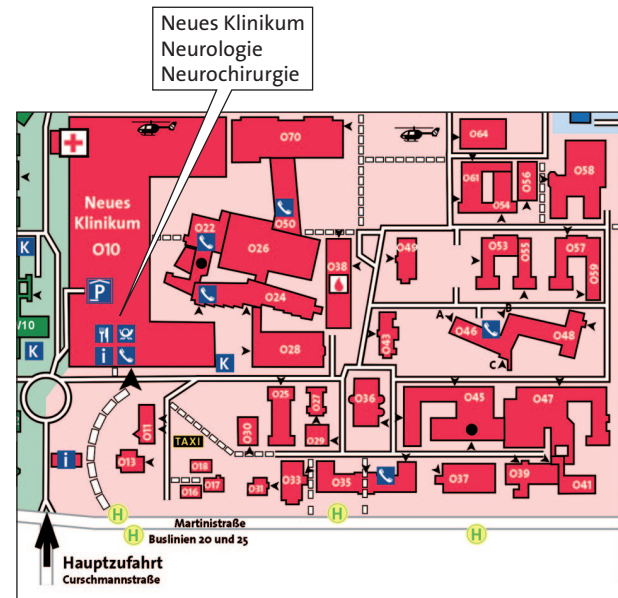 Neues Klinikum
Neurologie
Neurochirurgie
O70
O64
O61
O56
O58
O54
Neues
Klinikum
O10
O22
O50
O26
O38
O49
O53
O55
O57
O59
P
K
O24
A
B
O46
O48
C
W10
K
i
O28
K
O43
O25
O27
O36
O45
O47
O11
TAXI
O30
O29
i
O13
O18
O17
O16
O31
O33
O35
O37
O39
O41
H
Martinistraße
H
H
H
Buslinien 20 und 25
Hauptzufahrt
Curschmannstraße